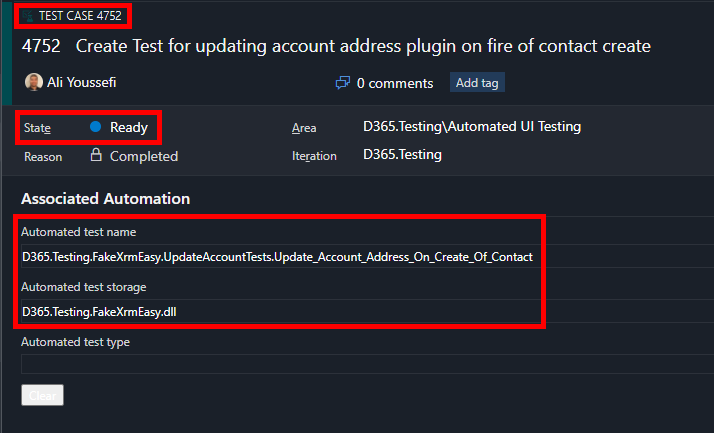 TEST CASE 4752
4752 Create Test for updating account address plugin on fire of contact create
Ali Youssefi 0 comments Add tag
State Ready Area D365.Testing\Automated UI Testing
Reason Completed Iteration D365.Testing
Associated Automation
Automated test name
D365.Testing.FakeXrmEasy.UpdateAccountTests.Update_Account_Address_On_Create_Of_Contact
Automated test storage
D365.Testing.FakeXrmEasy.dll
Automated test type
Clear